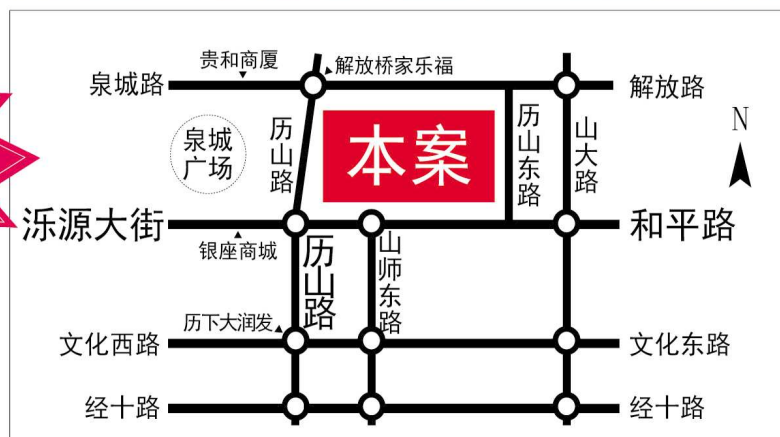 贵和商厦
解放桥家乐福
泉城路
解放路
泉城
广场
历山路
本案
历山东路
山大路
N
泺源大街
和平路
银座商城
历山路
山师东路
历下大润发
文化西路
文化东路
经十路
经十路